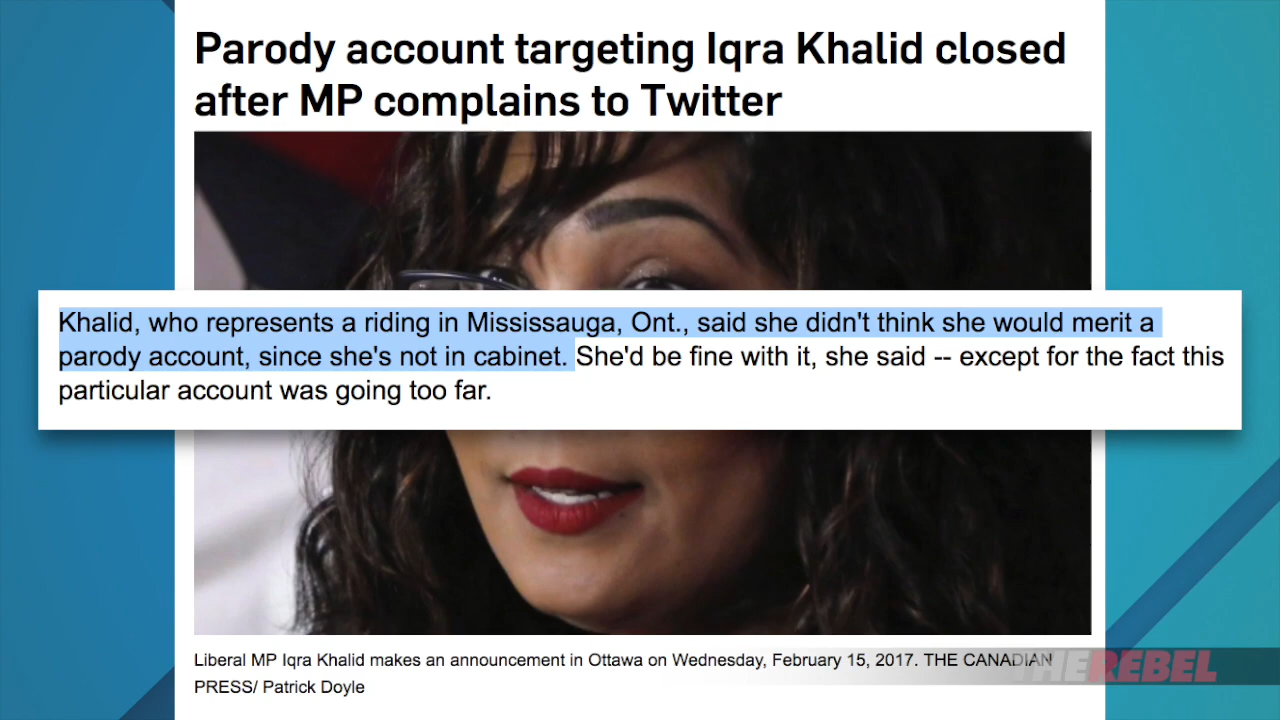 Parody account targeting Iqra Khalid closed
after MP complains to Twitter
Khalid, who represents a riding in Mississauga, Ont., said she didn't think she would merit a
parody account, since she's not in cabinet. She'd be fine with it, she said -- except for the fact this
particular account was going too far.
Liberal MP Iqra Khalid makes an announcement in Ottawa on Wednesday, February 15, 2017. THE CANADIAN
PRESS/ Patrick Doyle
THEREBEL